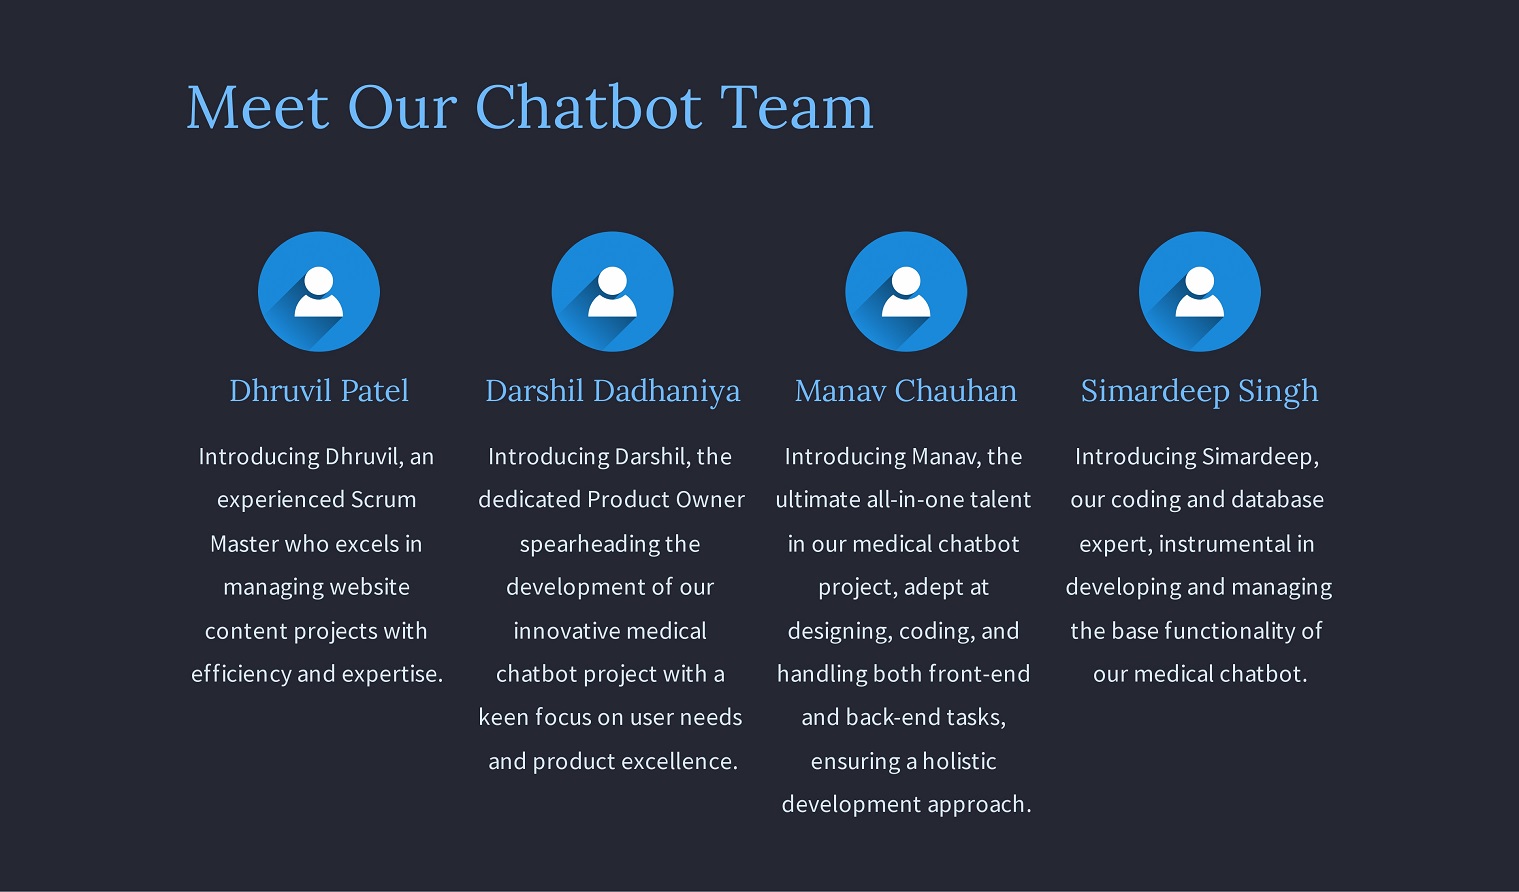 Meet Our Chatbot Team
Dhruvil Patel
Introducing Dhruvil, an
experienced Scrum
Master who excels in
managing website
content projects with
efficiency and expertise.
Darshil Dadhaniya
Introducing Darshil, the
dedicated Product Owner
spearheading the
development of our
innovative medical
chatbot project with a
keen focus on user needs
and product excellence.
Manav Chauhan
Introducing Manav, the
ultimate all-in-one talent
in our medical chatbot
project, adept at
designing, coding, and
handling both front-end
and back-end tasks,
ensuring a holistic
development approach.
Simardeep Singh
Introducing Simardeep,
our coding and database
expert, instrumental in
developing and managing
the base functionality of
our medical chatbot.